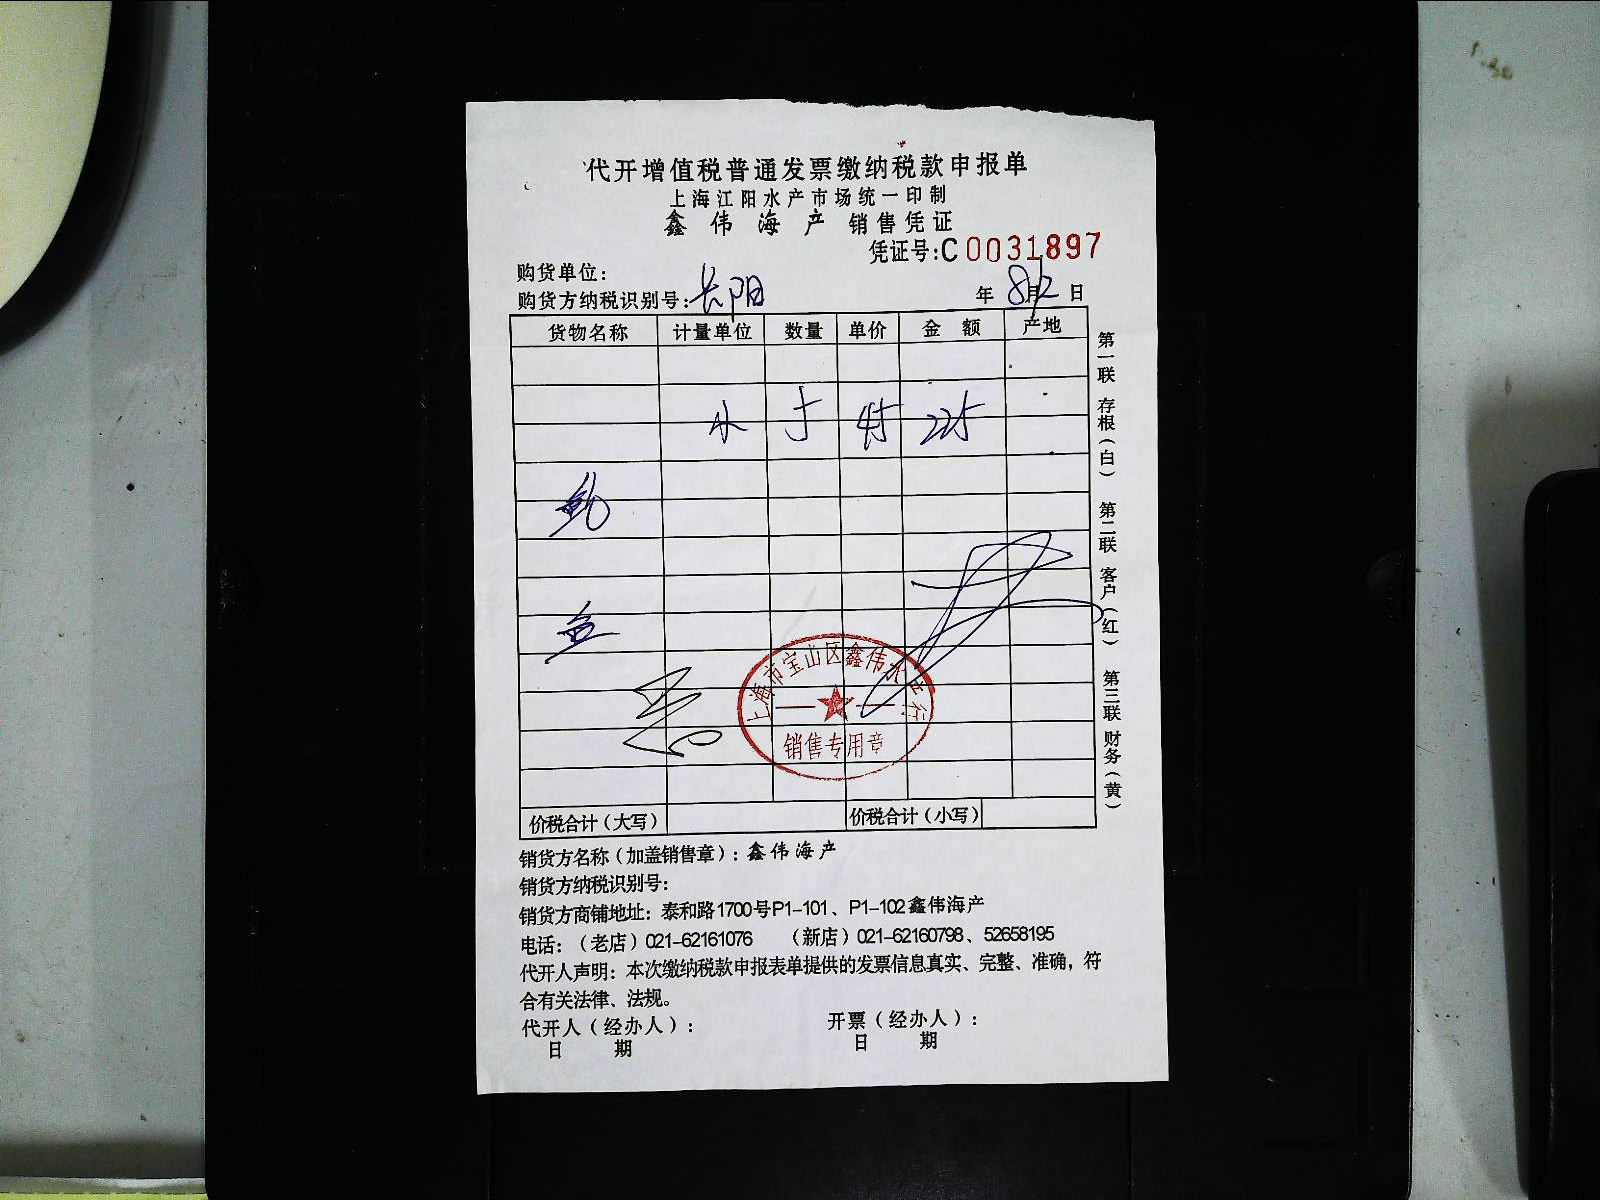 代开增值税普通发票缴纳税款申报单
上海江阳水产市场统一印制
鑫伟海产 销售凭证
凭证号:C 0031897
购货单位:
购货方纳税识别号: 长阳 年 8月2日
货物名称 计量单位 数量 单价 金额 产地
小 5 45 225
鱼
价税合计(大写) 价税合计(小写)
第一联 存根(白) 第二联 客户(红) 第三联 财务(黄)
上海市宝山区鑫伟水产行
销售专用章
销货方名称(加盖销售章):鑫伟海产
销货方纳税识别号:
销货方商铺地址:泰和路1700号P1-101、P1-102鑫伟海产
电话:(老店)021-62161076 (新店)021-62160798、52658195
代开人声明:本次缴纳税款申报表单提供的发票信息真实、完整、准确,符
合有关法律、法规。
代开人(经办人): 开票(经办人):
日 期 日 期